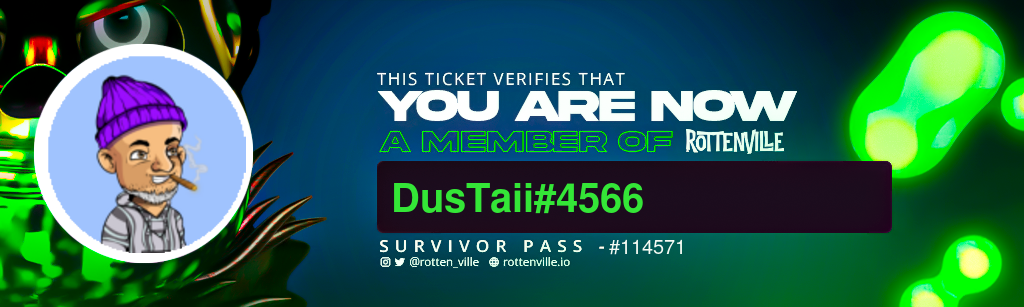 THIS TICKET VERIFIES THAT
YOU ARE NOW
A MEMBER OF ROTTENVILLE
DusTaii#4566
SURVIVOR PASS - #114571
@rotten_ville rottenville.io